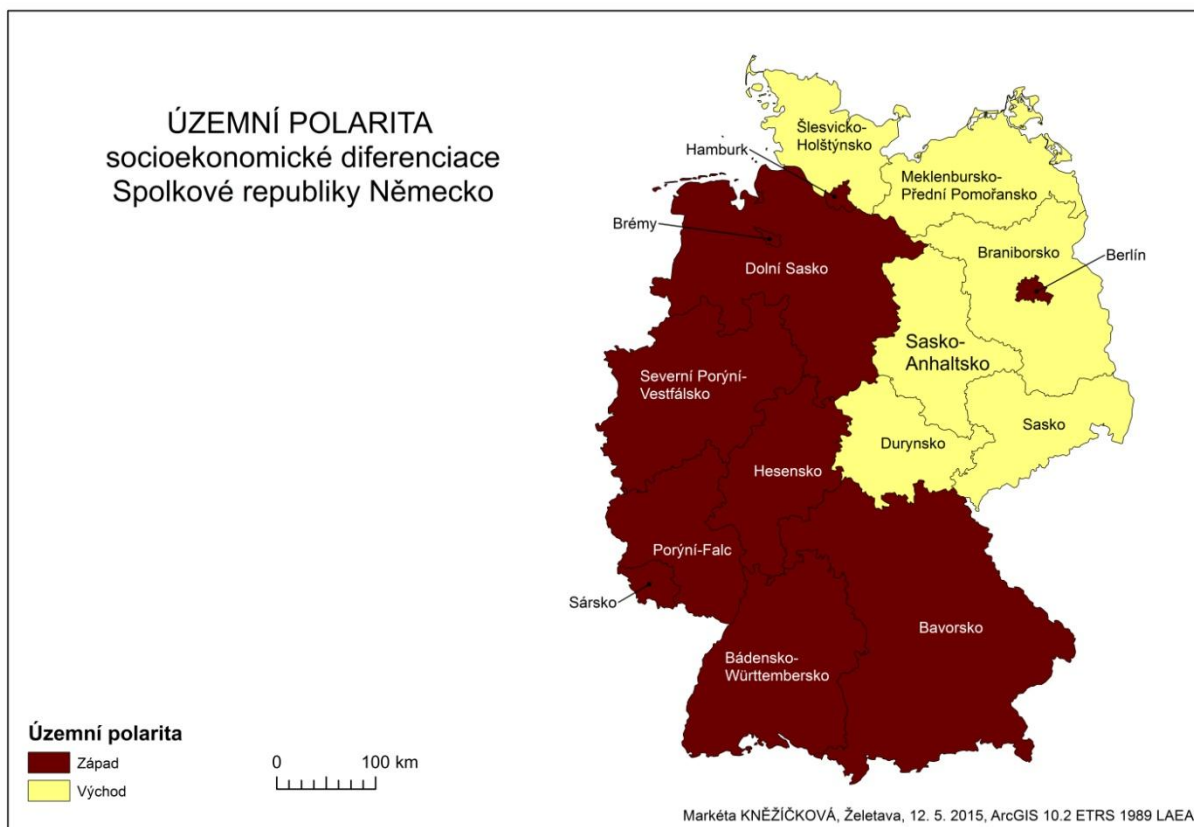 ÚZEMNÍ POLARITA
socioekonomické diferenciace
Spolkové republiky Německo
Šlesvicko-
Holštýnsko
Hamburk
Meklenbursko-
Přední Pomořansko
Brémy
Braniborsko
Berlín
Dolní Sasko
Sasko-
Anhaltsko
Severní Porýní-
Vestfálsko
Sasko
Durynsko
Hesensko
Porýní-Falc
Sársko
Bavorsko
Bádensko-
Württembersko
Územní polarita
Západ
Východ
0 100 km
Markéta KNĚŽÍČKOVÁ, Želetava, 12. 5. 2015, ArcGIS 10.2 ETRS 1989 LAEA